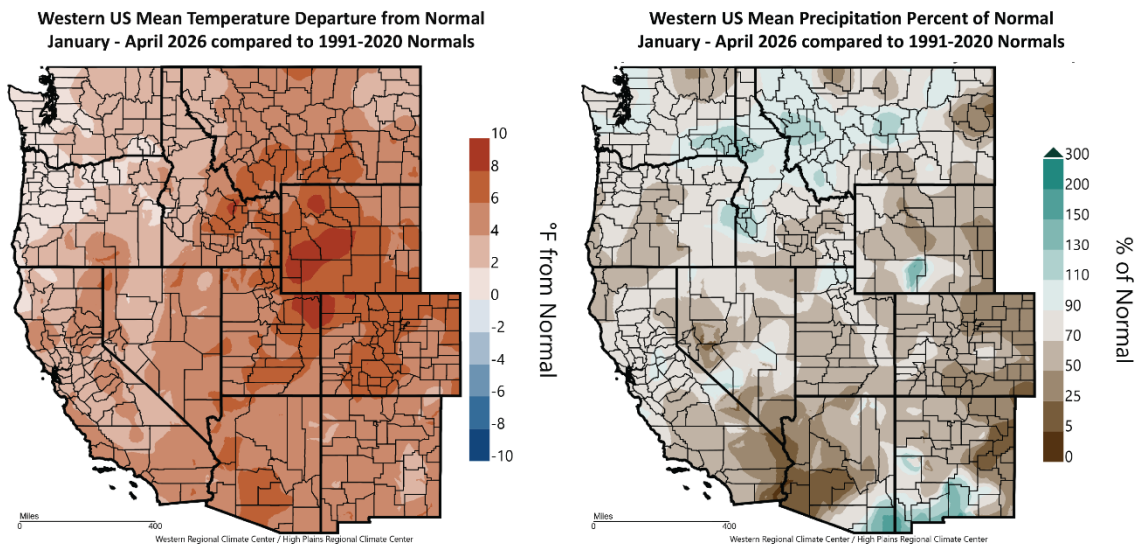 Western US Mean Temperature Departure from Normal
January - April 2026 compared to 1991-2020 Normals
10
8
6
4
2
0
-2
-4
-6
-8
-10
°F from Normal
Miles
0
400
Western Regional Climate Center / High Plains Regional Climate Center
Western US Mean Precipitation Percent of Normal
January - April 2026 compared to 1991-2020 Normals
300
200
150
130
110
90
70
50
25
5
0
% of Normal
Miles
0
400
Western Regional Climate Center / High Plains Regional Climate Center